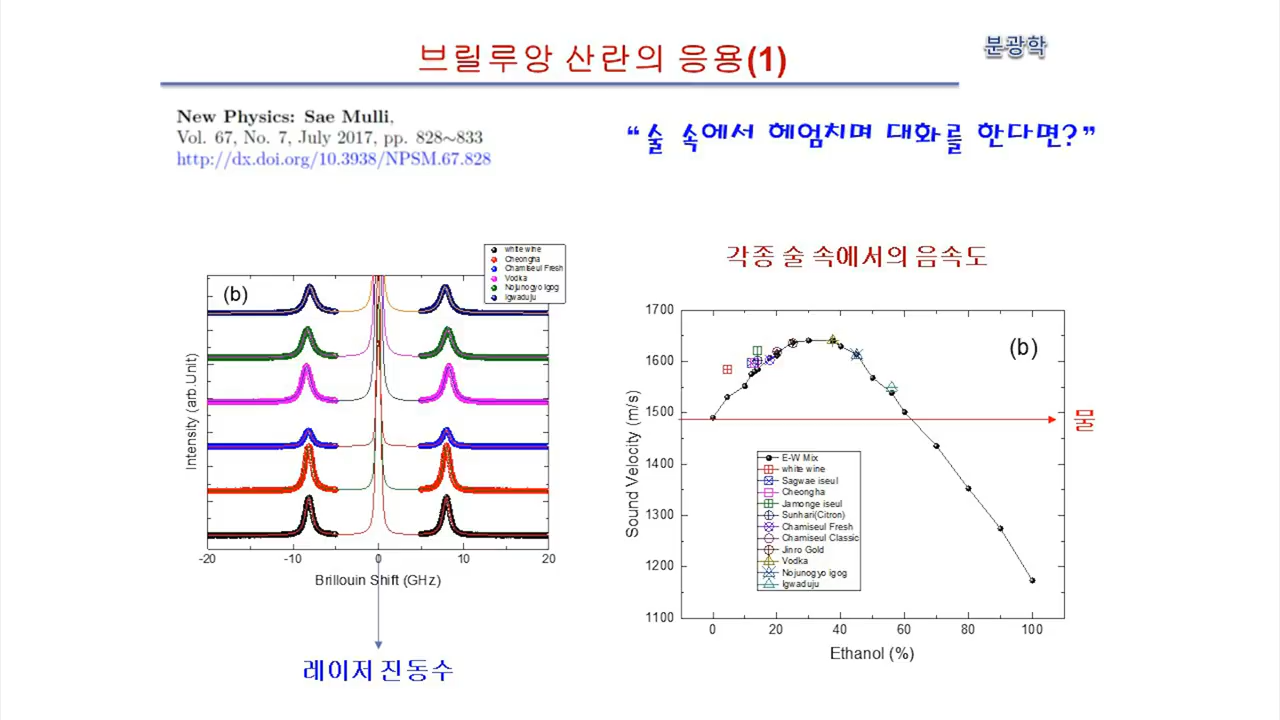 브릴루앙 산란의 응용(1)
분광학
New Physics: Sae Mulli,
Vol. 67, No. 7, July 2017, pp. 828∼833
http://dx.doi.org/10.3938/NPSM.67.828
“술 속에서 헤엄치며 대화를 한다면?”
(b)
white wine
Cheongha
Chamiseul Fresh
Vodka
Nojunogyo Igog
Igwaduju
Intensity (arb.Unit)
-20 -10 0 10 20
Brillouin Shift (GHz)
레이저 진동수
각종 술 속에서의 음속도
(b)
1700
1600
1500
1400
1300
1200
1100
Sound Velocity (m/s)
물
E-W Mix
white wine
Sagwae iseul
Cheongha
Jamonge iseul
Sunhari(Citron)
Chamiseul Fresh
Chamiseul Classic
Jinro Gold
Vodka
Nojunogyo igog
Igwaduju
0 20 40 60 80 100
Ethanol (%)